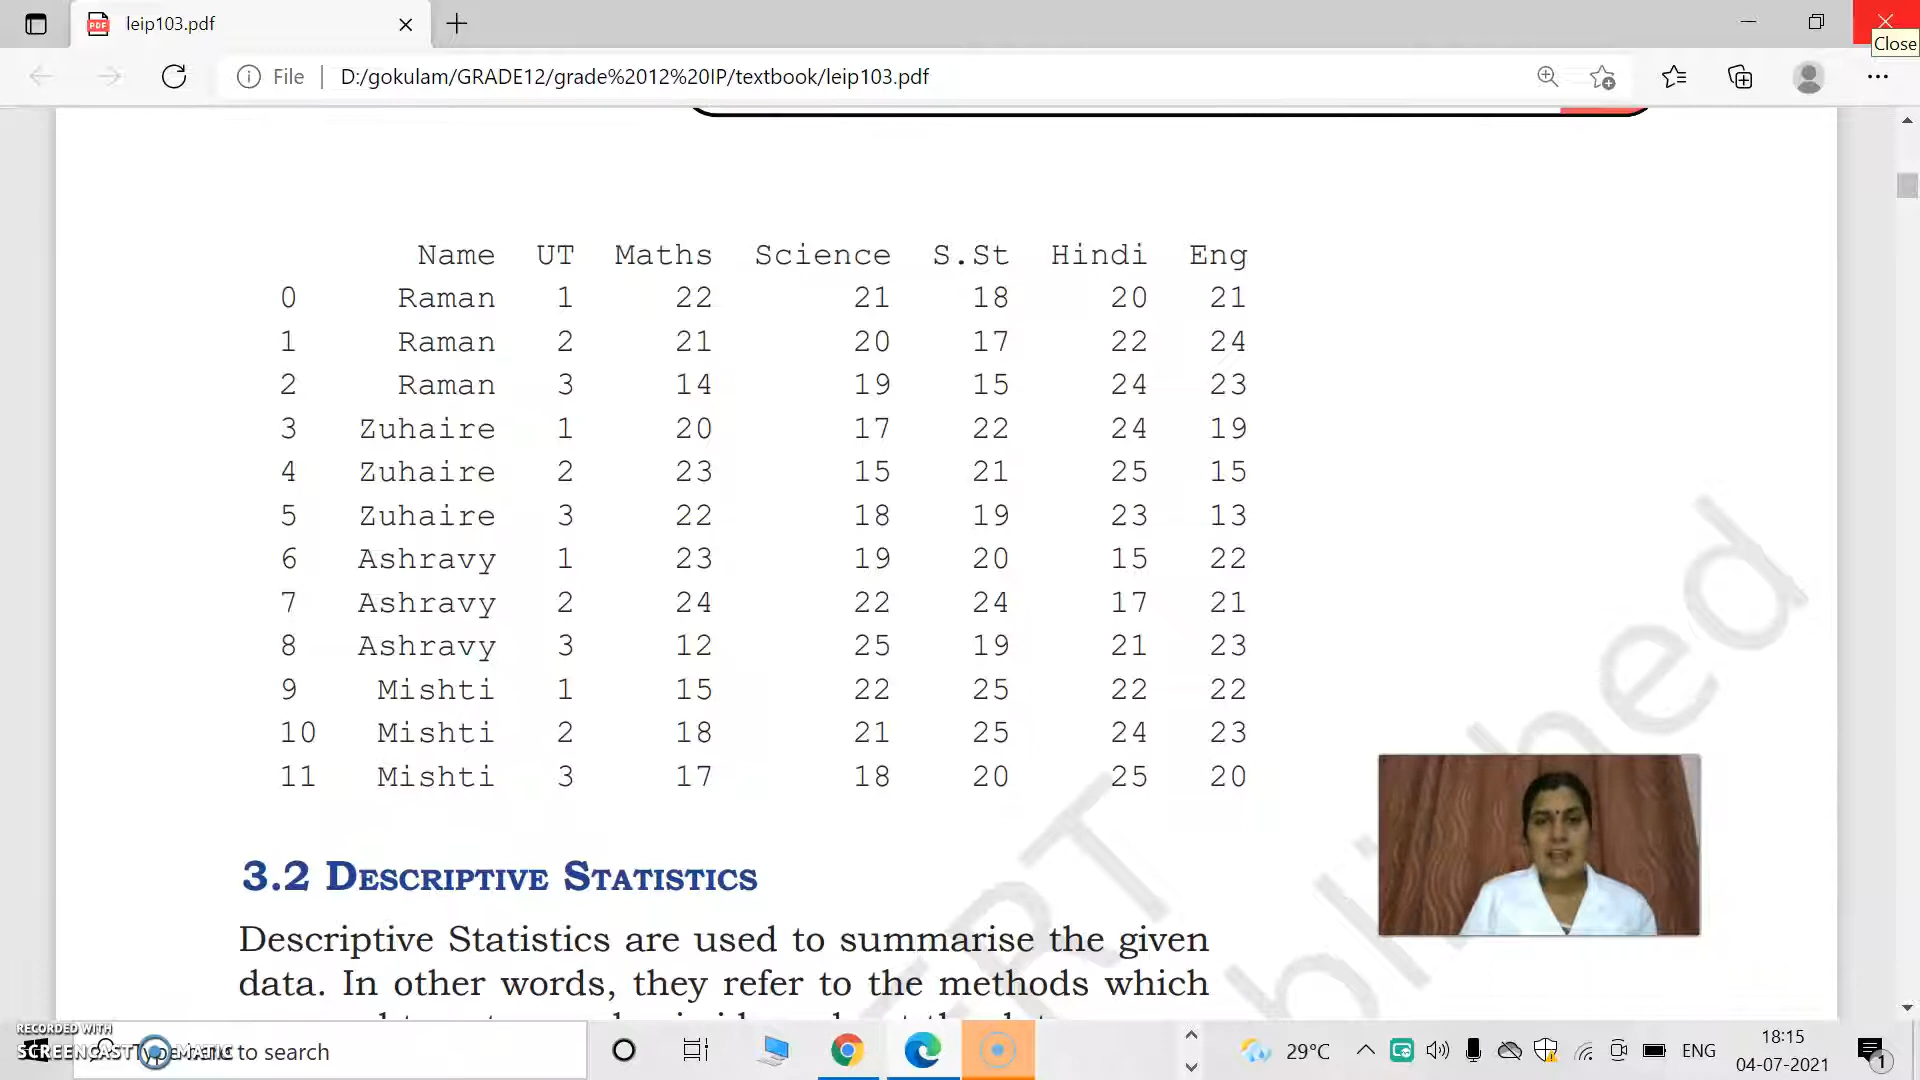 leip103.pdf
Close
File
D:/gokulam/GRADE12/grade%2012%20IP/textbook/leip103.pdf
Name UT Maths Science S.St Hindi Eng
0 Raman 1 22 21 18 20 21
1 Raman 2 21 20 17 22 24
2 Raman 3 14 19 15 24 23
3 Zuhaire 1 20 17 22 24 19
4 Zuhaire 2 23 15 21 25 15
5 Zuhaire 3 22 18 19 23 13
6 Ashravy 1 23 19 20 15 22
7 Ashravy 2 24 22 24 17 21
8 Ashravy 3 12 25 19 21 23
9 Mishti 1 15 22 25 22 22
10 Mishti 2 18 21 25 24 23
11 Mishti 3 17 18 20 25 20
3.2 DESCRIPTIVE STATISTICS
Descriptive Statistics are used to summarise the given
data. In other words, they refer to the methods which
RECORDED WITH
SCREENCAST MATIC
to search
29°C
ENG
18:15
04-07-2021
1